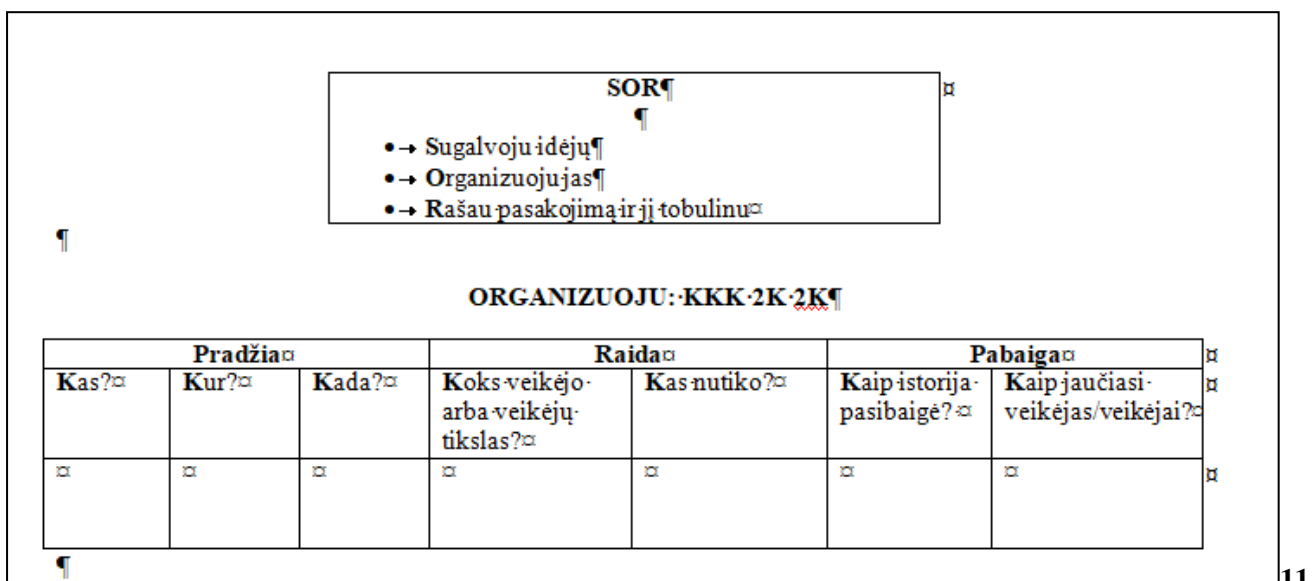 SOR¶
¶
•→ Sugalvoju·idėjų¶
•→ Organizuoju·jas¶
•→ Rašau·pasakojimą·ir·jį·tobulinu¤
¤
¶
ORGANIZUOJU:·KKK·2K·2K¶
Pradžia¤ Raida¤ Pabaiga¤ ¤
Kas?¤ Kur?¤ Kada?¤ Koks·veikėjo· Kas·nutiko?¤ Kaip·istorija· Kaip·jaučiasi· ¤
arba·veikėjų· pasibaigė?·¤ veikėjas/veikėjai?¤
tikslas?¤
¤ ¤ ¤ ¤ ¤ ¤ ¤ ¤
¶
11